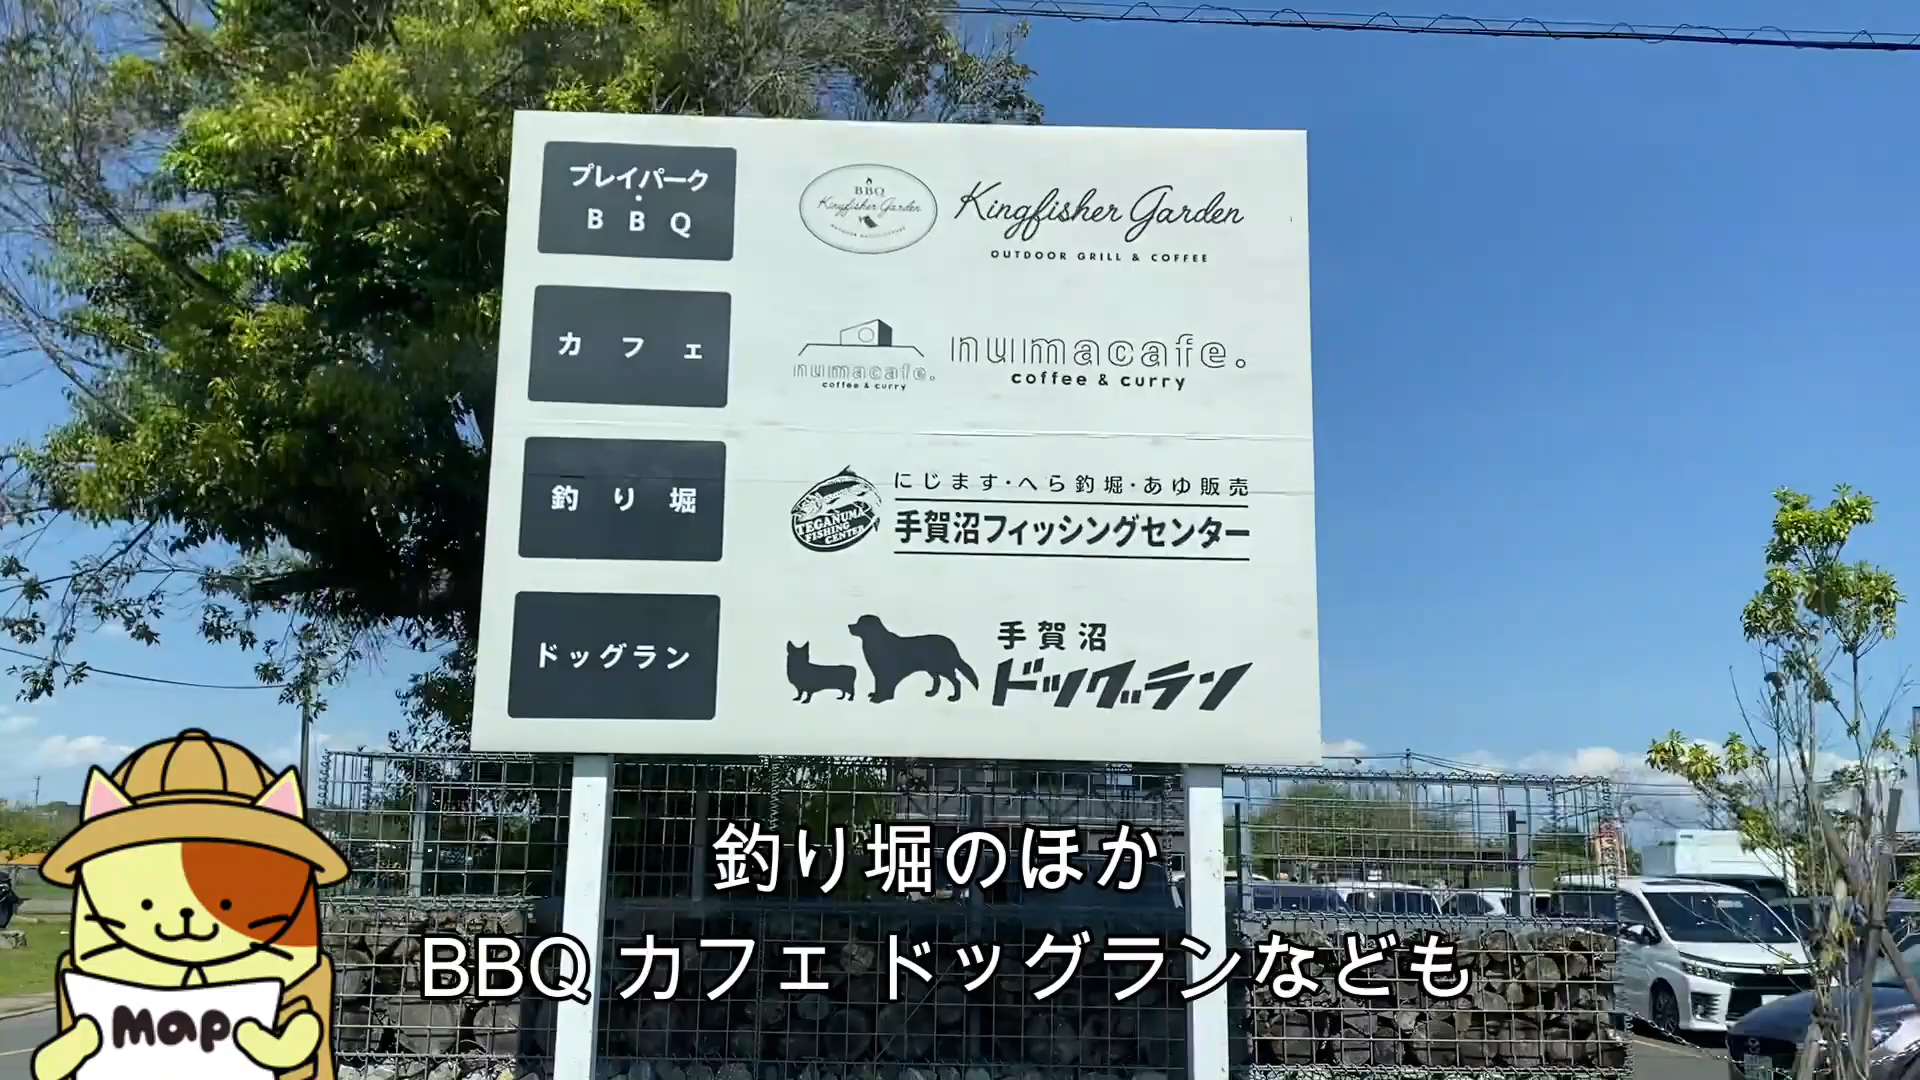 プレイパーク
・
BBQ
BBQ
Kingfisher Garden
Kingfisher Garden
OUTDOOR GRILL & COFFEE
カフェ
numacafe.
coffee & curry
numacafe.
coffee & curry
釣り堀
TEGANUMA
FISHING
CENTER
にじます・へら釣堀・あゆ販売
手賀沼フィッシングセンター
ドッグラン
手賀沼
ドッグラン
釣り堀のほか
BBQ カフェ ドッグランなども
map